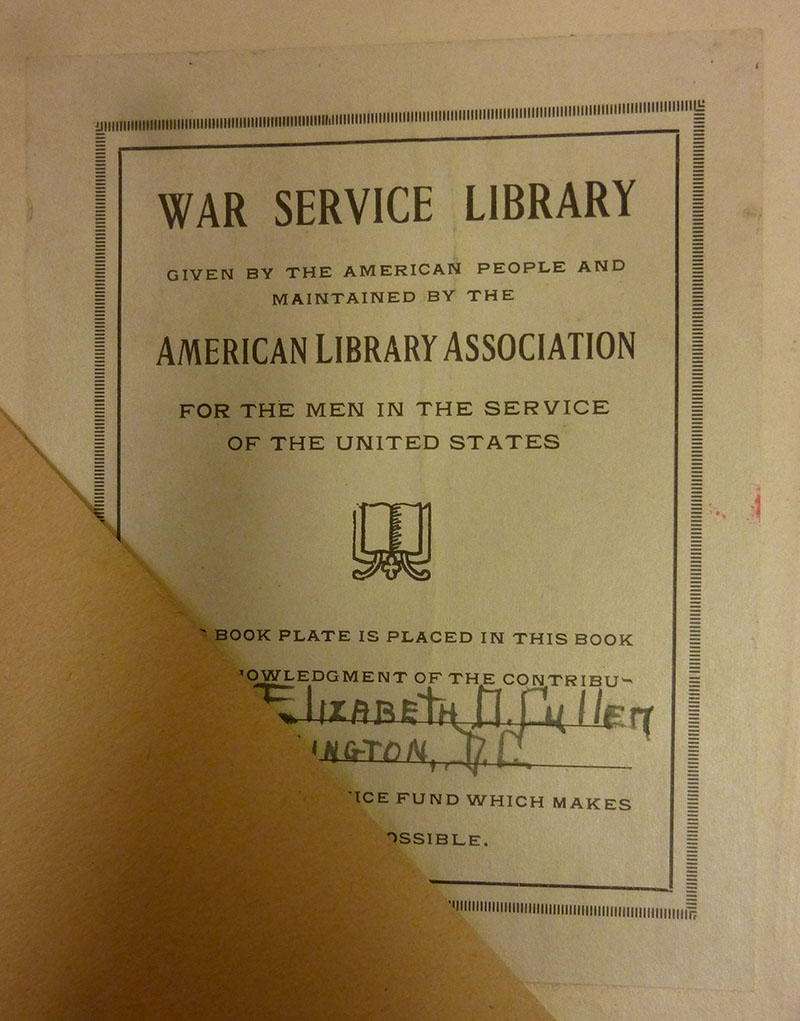 WAR SERVICE LIBRARY
GIVEN BY THE AMERICAN PEOPLE AND
MAINTAINED BY THE
AMERICAN LIBRARY ASSOCIATION
FOR THE MEN IN THE SERVICE
OF THE UNITED STATES
BOOK PLATE IS PLACED IN THIS BOOK
OWLEDGMENT OF THE CONTRIBU-
ELIZABETH D. CULLEN
INGTON, D.C.
ICE FUND WHICH MAKES
OSSIBLE.